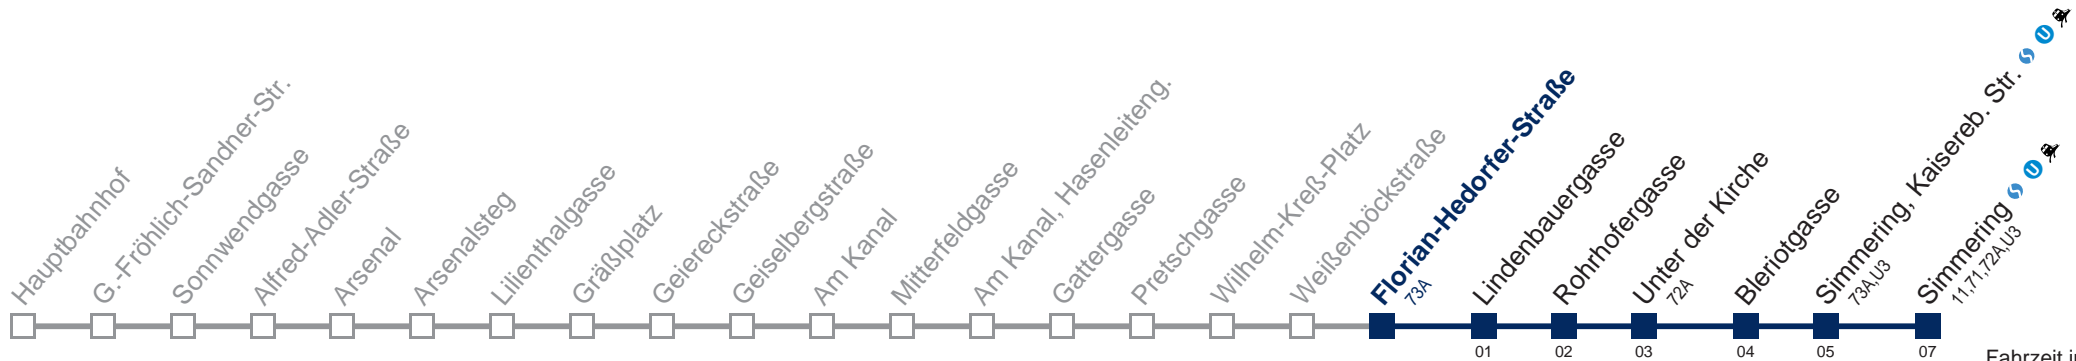 Hauptbahnhof
G.-Fröhlich-Sandner-Str.
Sonnwendgasse
Alfred-Adler-Straße
Arsenal
Arsenalsteg
Lilienthalgasse
Gräßlplatz
Geiereckstraße
Geiselbergstraße
Am Kanal
Mitterfeldgasse
Am Kanal, Hasenleiteng.
Gattergasse
Pretschgasse
Wilhelm-Kreß-Platz
Weißenböckstraße
Florian-Hedorfer-Straße
73A
Lindenbauergasse
Rohrhofergasse
Unter der Kirche
72A
Bleriotgasse
Simmering, Kaisereb. Str. S U
73A,U3
Simmering S U
11,71,72A,U3
01 02 03 04 05 07
Fahrzeit i